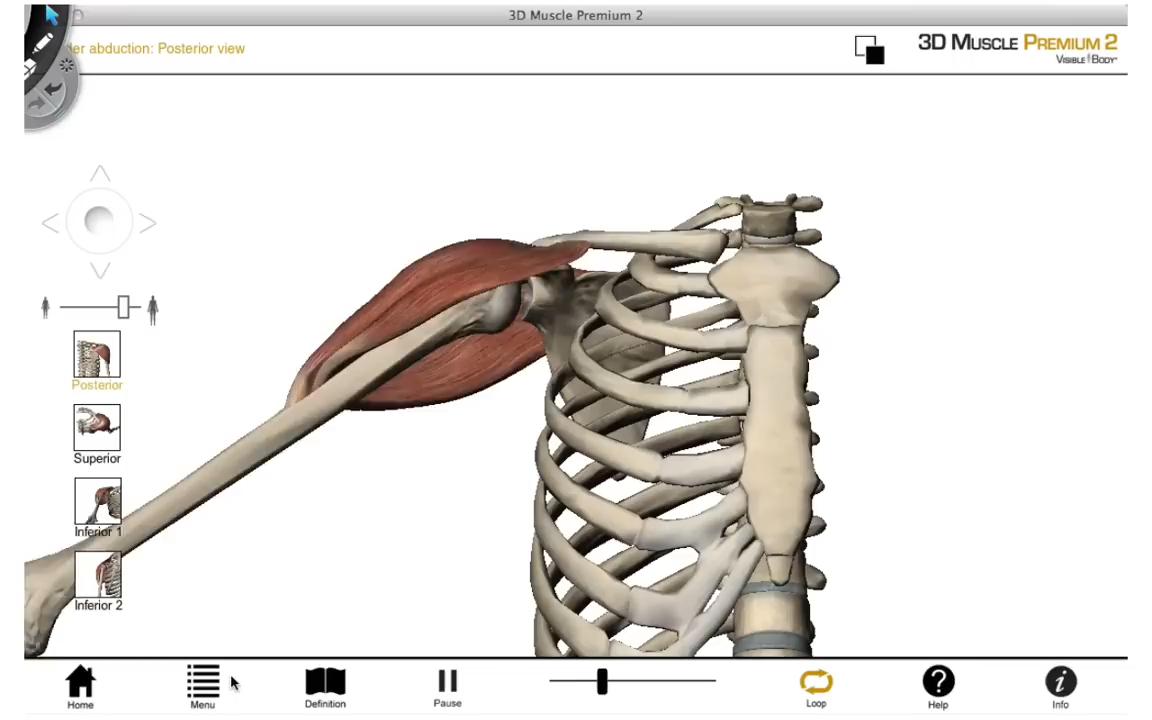 3D Muscle Premium 2
der abduction: Posterior view
3D MUSCLE PREMIUM 2
VISIBLE BODY
Posterior
Superior
Inferior 1
Inferior 2
Home
Menu
Definition
Pause
Loop
? Help
i Info